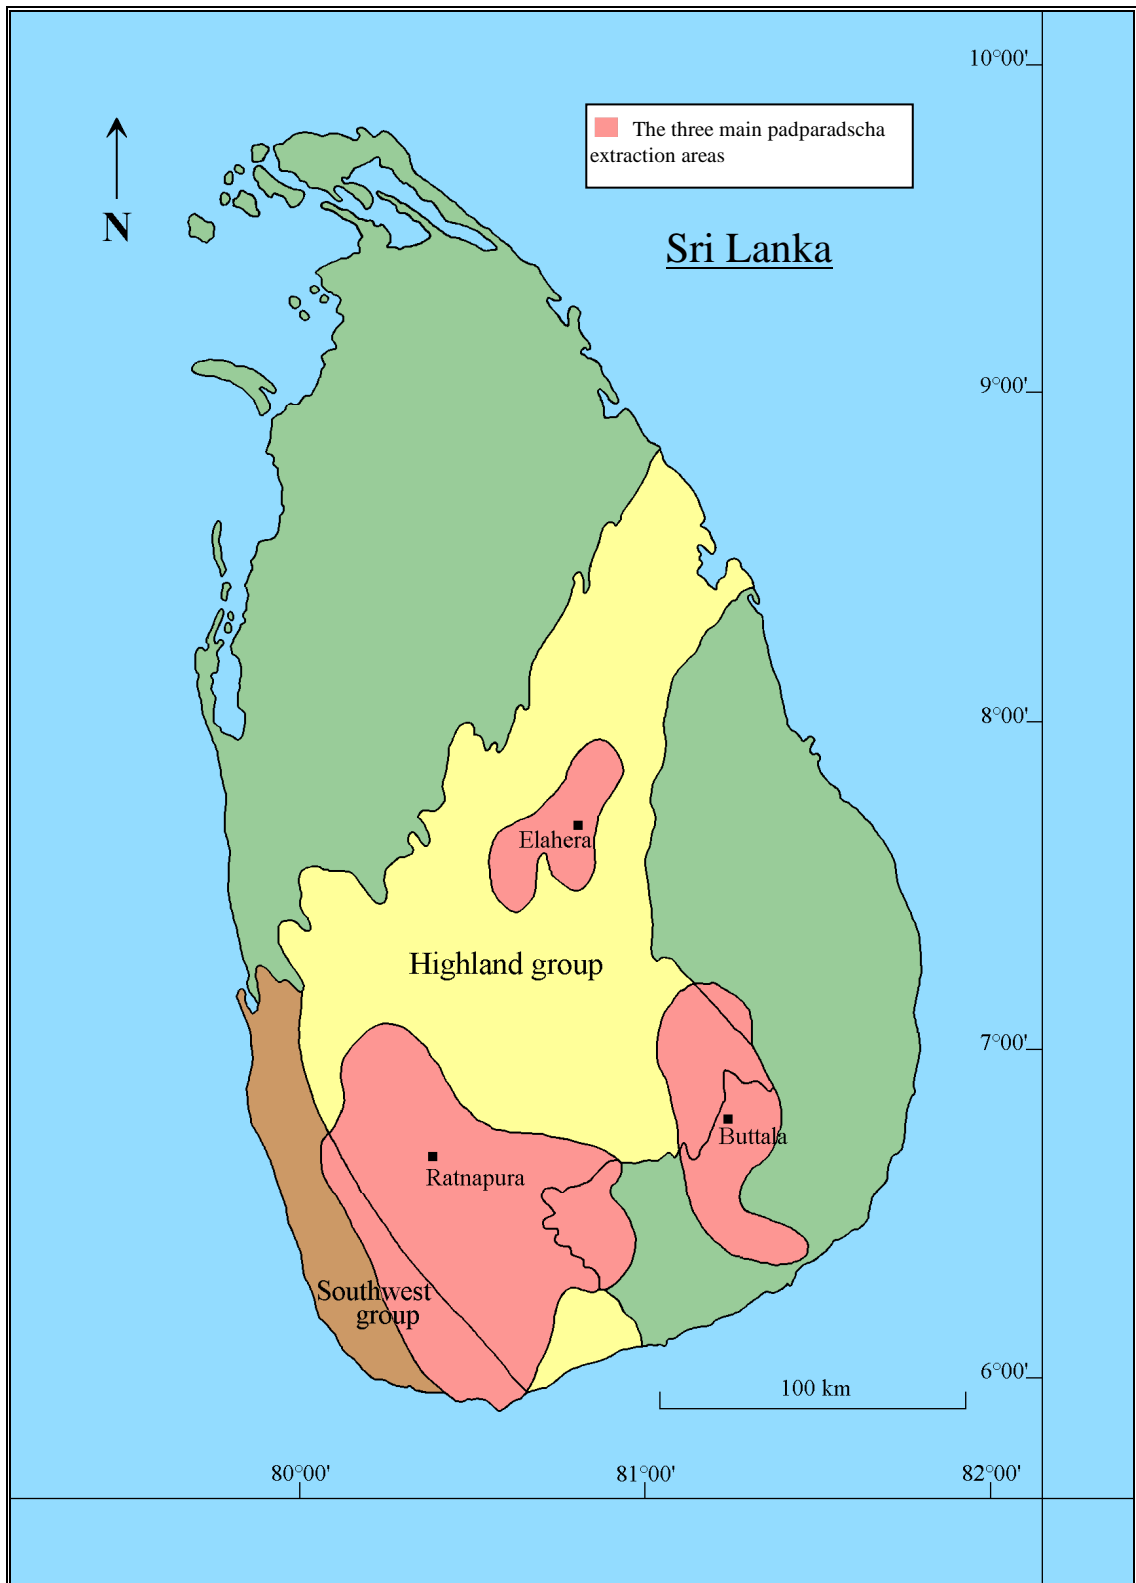 10°00'
The three main padparadscha
extraction areas
N
Sri Lanka
9°00'
8°00'
Elahera
Highland group
7°00'
Buttala
Ratnapura
Southwest
group
6°00'
100 km
80°00'
81°00'
82°00'